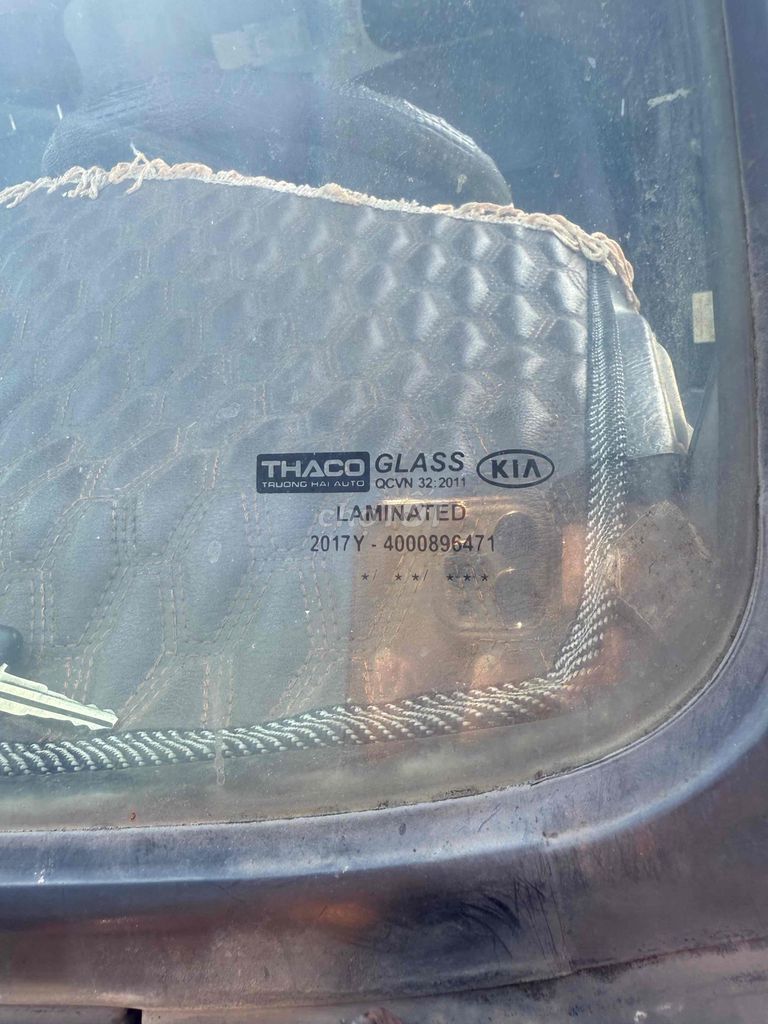 THACO GLASS KIA
TRUONG HAI AUTO QCVN 32:2011
LAMINATED
2017Y - 4000896471
*/ **/ ***